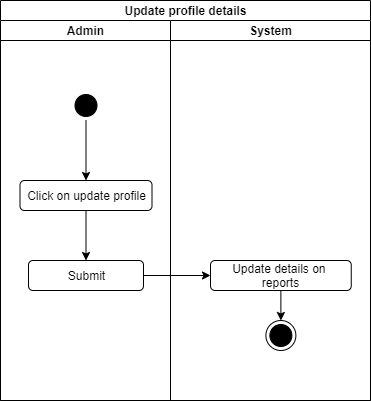 Update profile details
Admin
System
Click on update profile
Submit
Update details on
reports